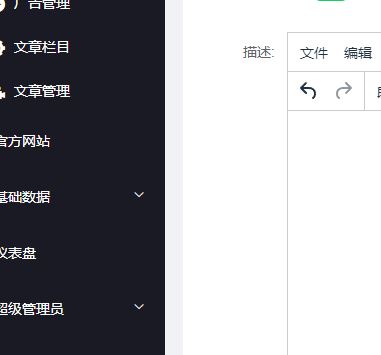 广告管理
文章栏目
文章管理
官方网站
基础数据
仪表盘
超级管理员
描述:
文件 编辑